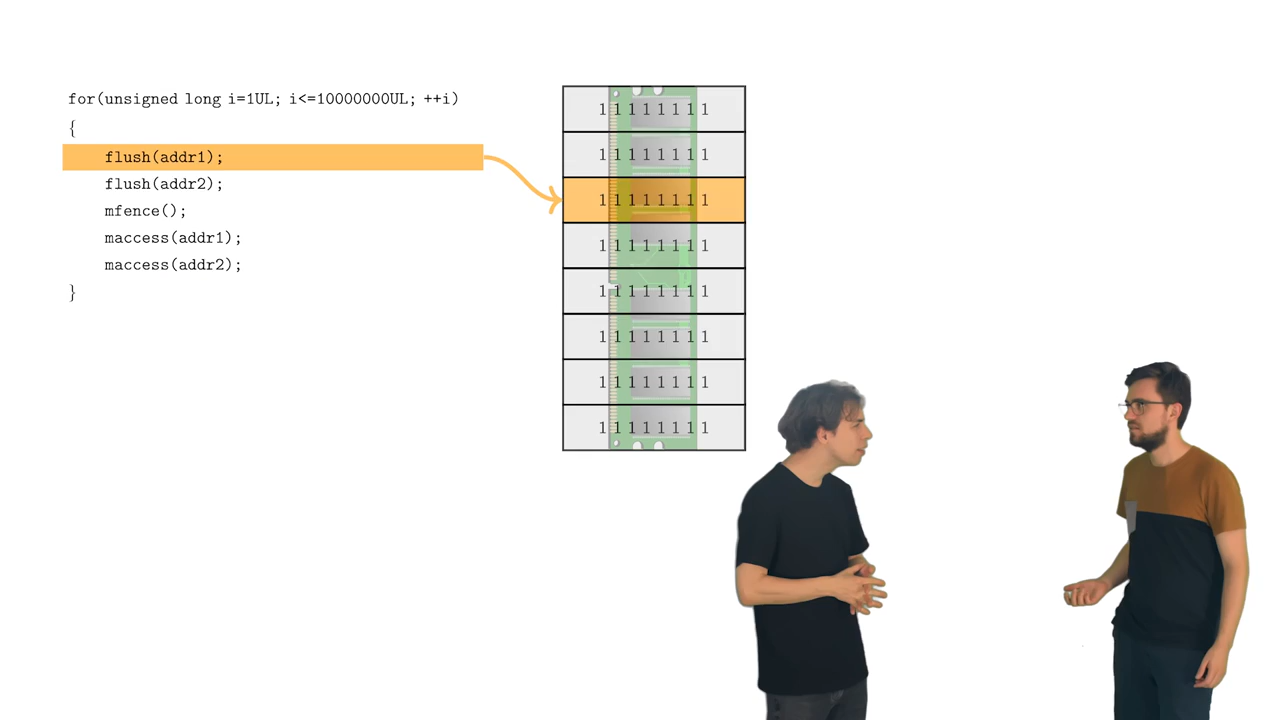 for(unsigned long i=1UL; i<=10000000UL; ++i)
{
flush(addr1);
flush(addr2);
mfence();
maccess(addr1);
maccess(addr2);
}
1 1 1 1 1 1 1 1
1 1 1 1 1 1 1 1
1 1 1 1 1 1 1 1
1 1 1 1 1 1 1 1
1 1 1 1 1 1 1 1
1 1 1 1 1 1 1 1
1 1 1 1 1 1 1 1
1 1 1 1 1 1 1 1